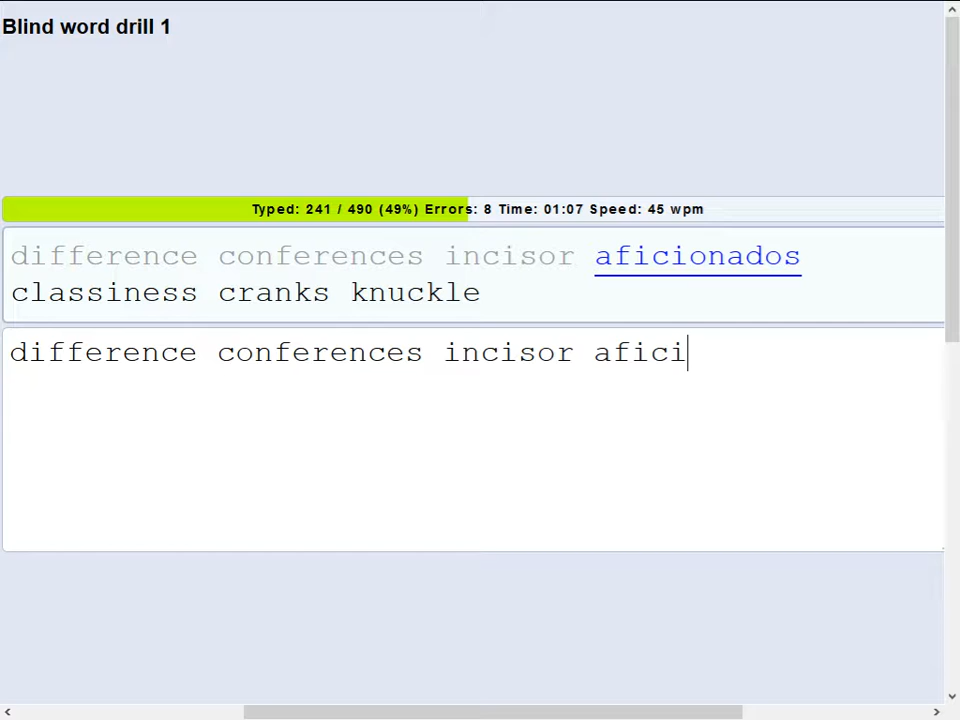 Blind word drill 1
Typed: 241 / 490 (49%) Errors: 8 Time: 01:07 Speed: 45 wpm
difference conferences incisor aficionados
classiness cranks knuckle
difference conferences incisor afici